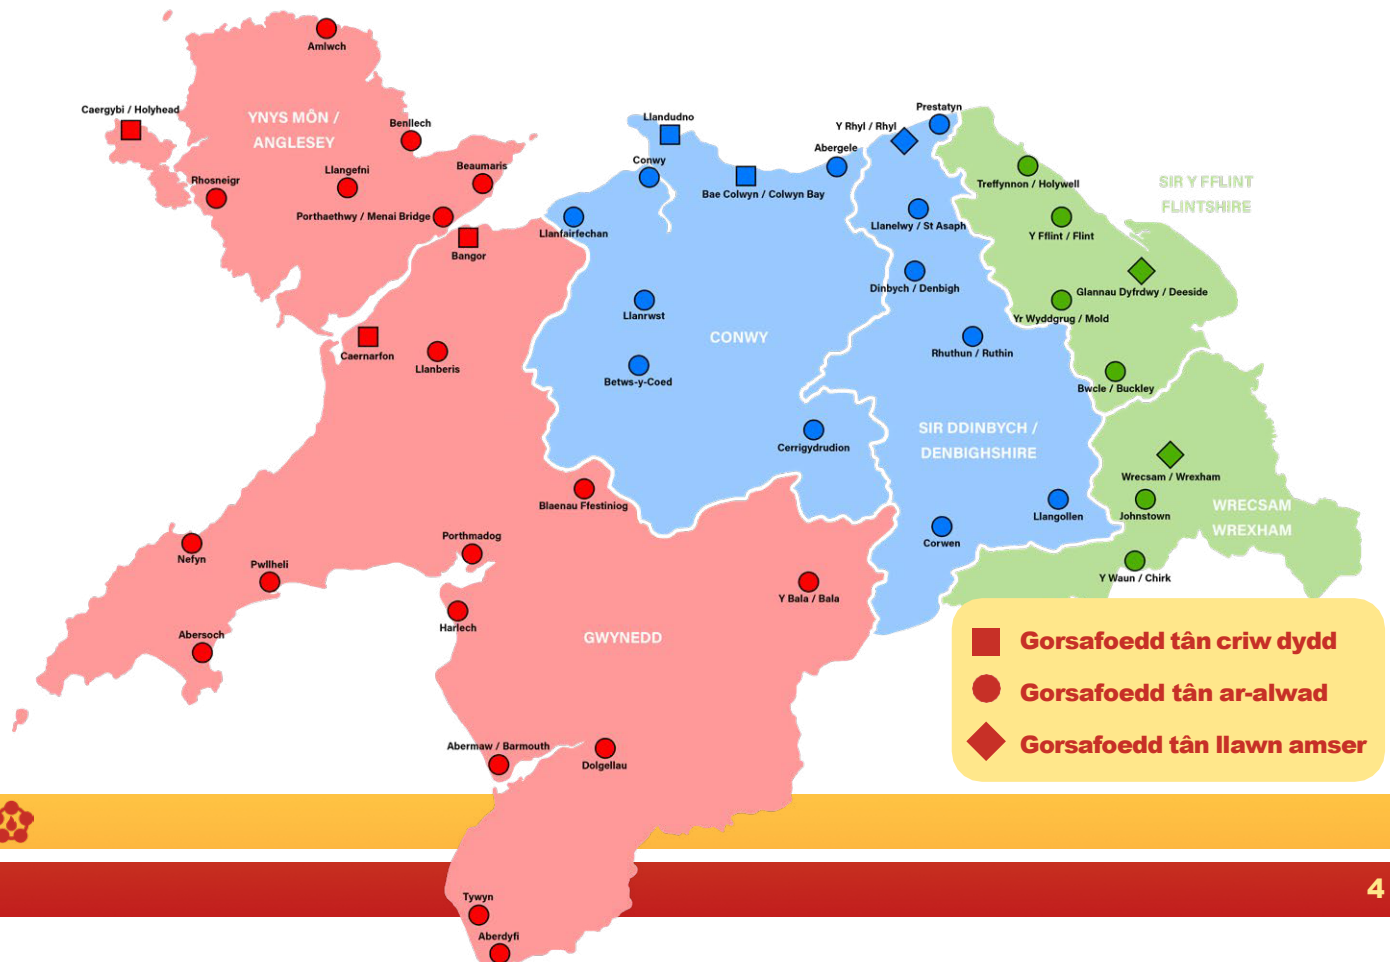 Amlwch
Caergybi / Holyhead
YNYS MÔN /
ANGLESEY
Benllech
Llangefni
Beaumaris
Rhosneigr
Porthaethwy / Menai Bridge
Bangor
Caernarfon
Llanberis
Nefyn
Pwllheli
Abersoch
Porthmadog
Harlech
Blaenau Ffestiniog
Y Bala / Bala
GWYNEDD
Abermaw / Barmouth
Dolgellau
Tywyn
Aberdyfi
Llandudno
Conwy
Bae Colwyn / Colwyn Bay
Abergele
Llanfairfechan
Llanrwst
CONWY
Betws-y-Coed
Cerrigydrudion
Prestatyn
Y Rhyl / Rhyl
Llanelwy / St Asaph
Dinbych / Denbigh
Rhuthun / Ruthin
SIR DDINBYCH /
DENBIGHSHIRE
Llangollen
Corwen
Treffynnon / Holywell
SIR Y FFLINT
FLINTSHIRE
Y Fflint / Flint
Glannau Dyfrdwy / Deeside
Yr Wyddgrug / Mold
Bwcle / Buckley
Wrecsam / Wrexham
Johnstown
WRECSAM
WREXHAM
Y Waun / Chirk
Gorsafoedd tân criw dydd
Gorsafoedd tân ar-alwad
Gorsafoedd tân llawn amser
4